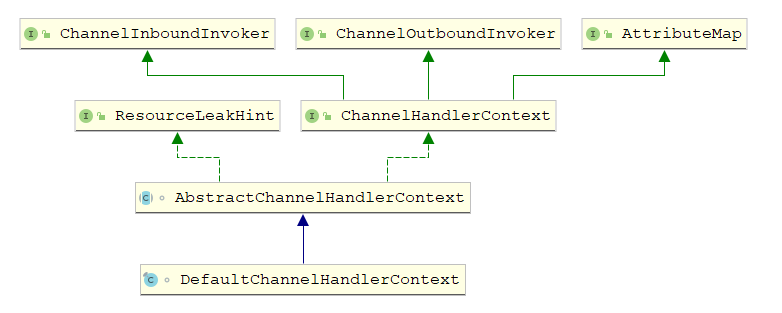 ChannelInboundInvoker
ChannelOutboundInvoker
AttributeMap
ResourceLeakHint
ChannelHandlerContext
AbstractChannelHandlerContext
DefaultChannelHandlerContext